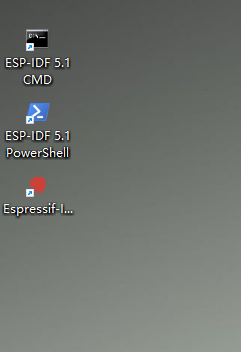 ESP-IDF 5.1
CMD
ESP-IDF 5.1
PowerShell
Espressif-I...